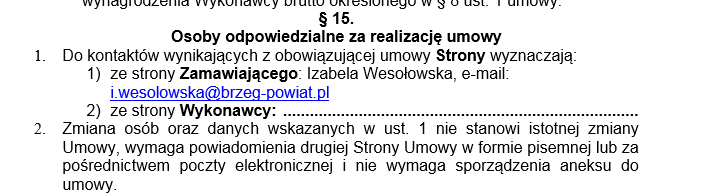 wynagrodzenia Wykonawcy brutto określonego w § 8 ust. 1 umowy.
§ 15.
Osoby odpowiedzialne za realizację umowy
1. Do kontaktów wynikających z obowiązującej umowy Strony wyznaczają:
1) ze strony Zamawiającego: Izabela Wesołowska, e-mail:
i.wesolowska@brzeg-powiat.pl
2) ze strony Wykonawcy: ......................................................................
2. Zmiana osób oraz danych wskazanych w ust. 1 nie stanowi istotnej zmiany
Umowy, wymaga powiadomienia drugiej Strony Umowy w formie pisemnej lub za
pośrednictwem poczty elektronicznej i nie wymaga sporządzenia aneksu do
umowy.